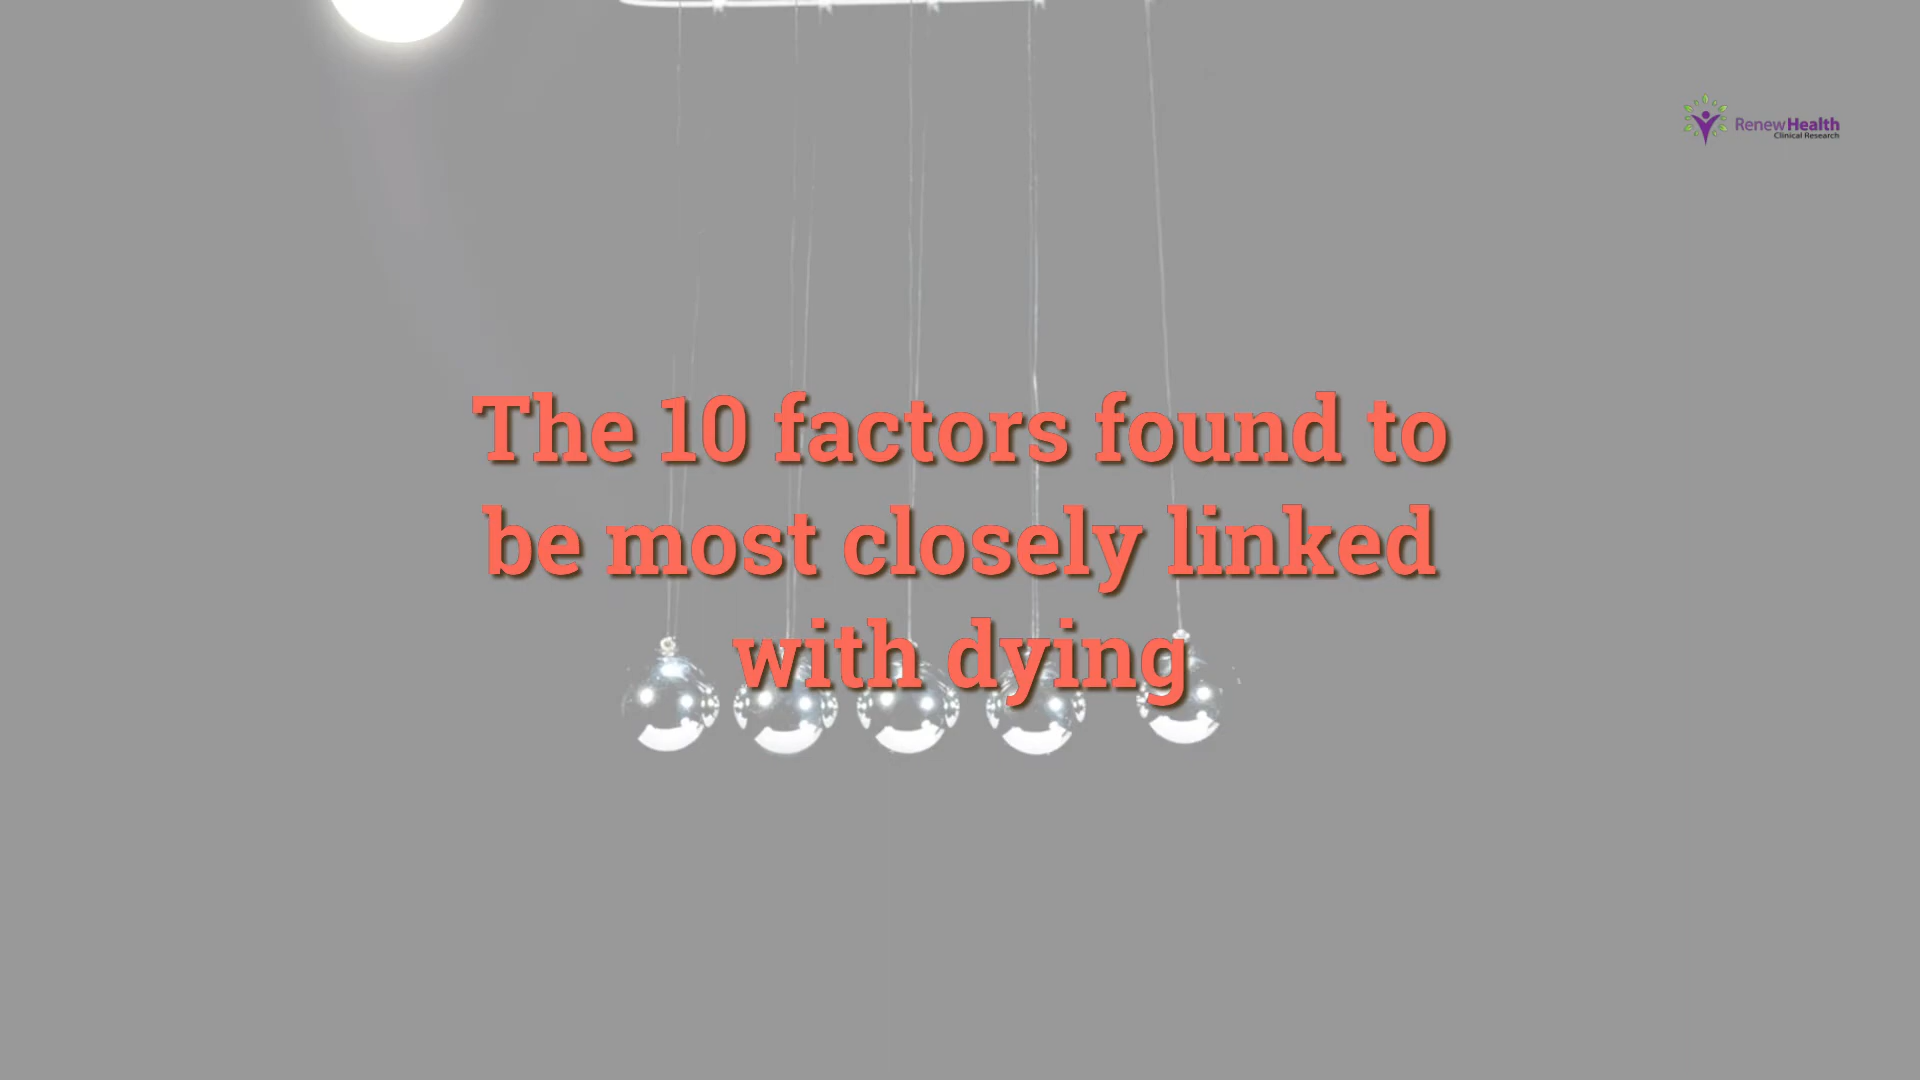 RenewHealth
Clinical Research
The 10 factors found to
be most closely linked
with dying